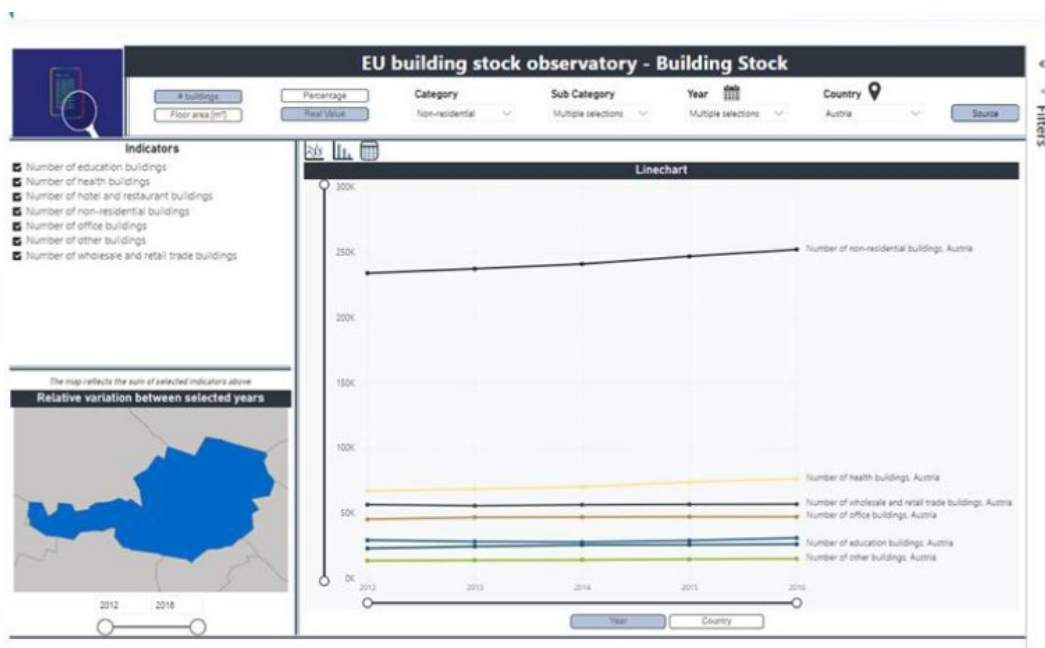 EU building stock observatory - Building Stock
# buildings
Floor area [m²]
Percentage
Real Value
Category
Non-residential
Sub Category
Multiple selections
Year
Multiple selections
Country
Austria
Source
Filters
Indicators
Number of education buildings
Number of health buildings
Number of hotel and restaurant buildings
Number of non-residential buildings
Number of office buildings
Number of other buildings
Number of wholesale and retail trade buildings
The map reflects the sum of selected indicators above
Relative variation between selected years
2012 2016
Linechart
300K
250K
200K
150K
100K
50K
0K
Number of non-residential buildings, Austria
Number of health buildings, Austria
Number of wholesale and retail trade buildings, Austria
Number of office buildings, Austria
Number of education buildings, Austria
Number of other buildings, Austria
2012 2013 2014 2015 2016
Year
Country